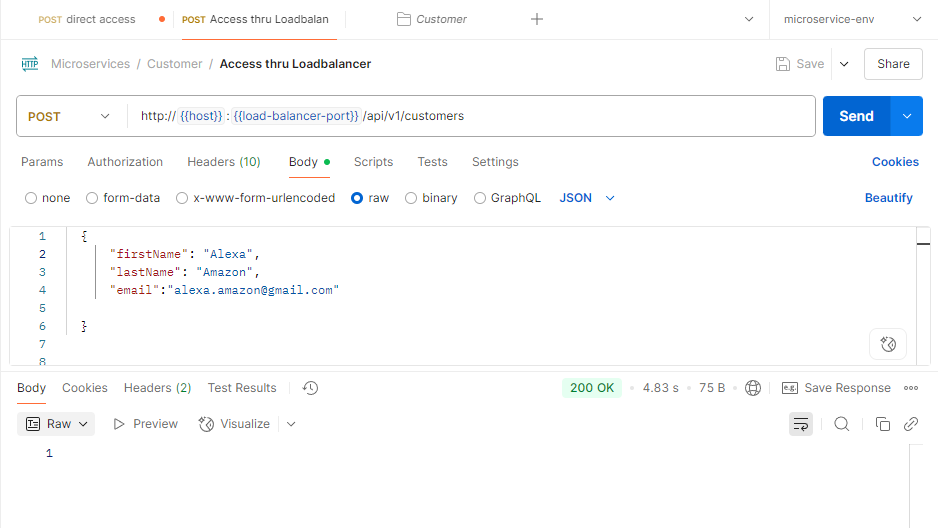 POST direct access POST Access thru Loadbalan Customer microservice-env
HTTP Microservices / Customer / Access thru Loadbalancer Save Share
POST http://{{host}}:{{load-balancer-port}}/api/v1/customers Send
Params Authorization Headers (10) Body Scripts Tests Settings Cookies
none form-data x-www-form-urlencoded raw binary GraphQL JSON Beautify
1 {
2 "firstName": "Alexa",
3 "lastName": "Amazon",
4 "email":"alexa.amazon@gmail.com"
5
6 }
7
8
Body Cookies Headers (2) Test Results 200 OK 4.83 s 75 B e.g. Save Response
Raw Preview Visualize
1